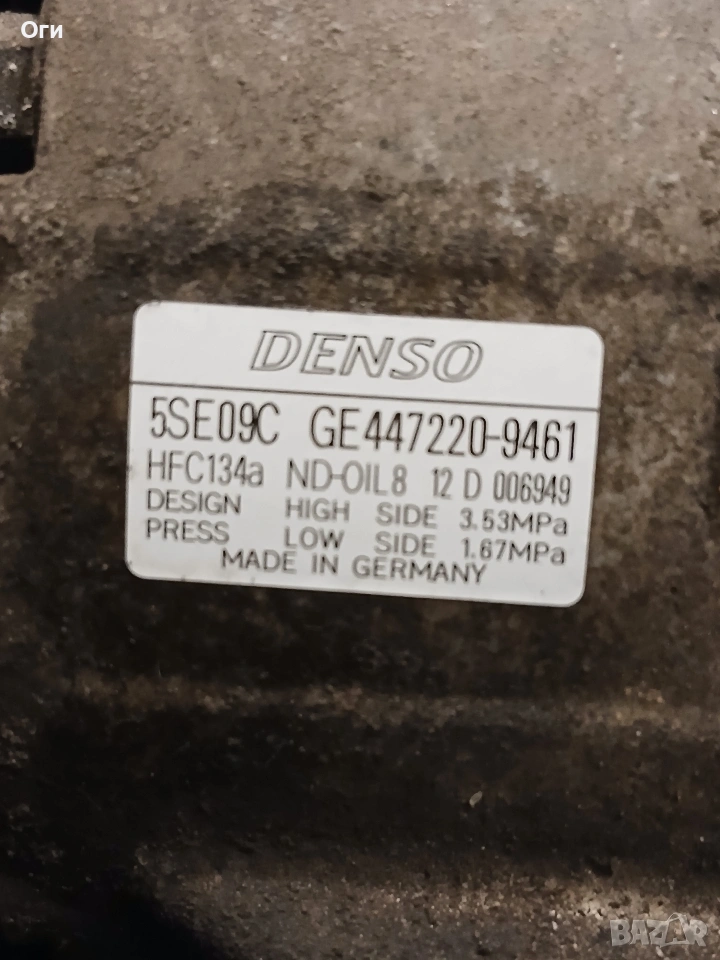 Оги
DENSO
5SE09C GE447220-9461
HFC134a ND-OIL8 12 D 006949
DESIGN HIGH SIDE 3.53MPa
PRESS LOW SIDE 1.67MPa
MADE IN GERMANY
BAZAR